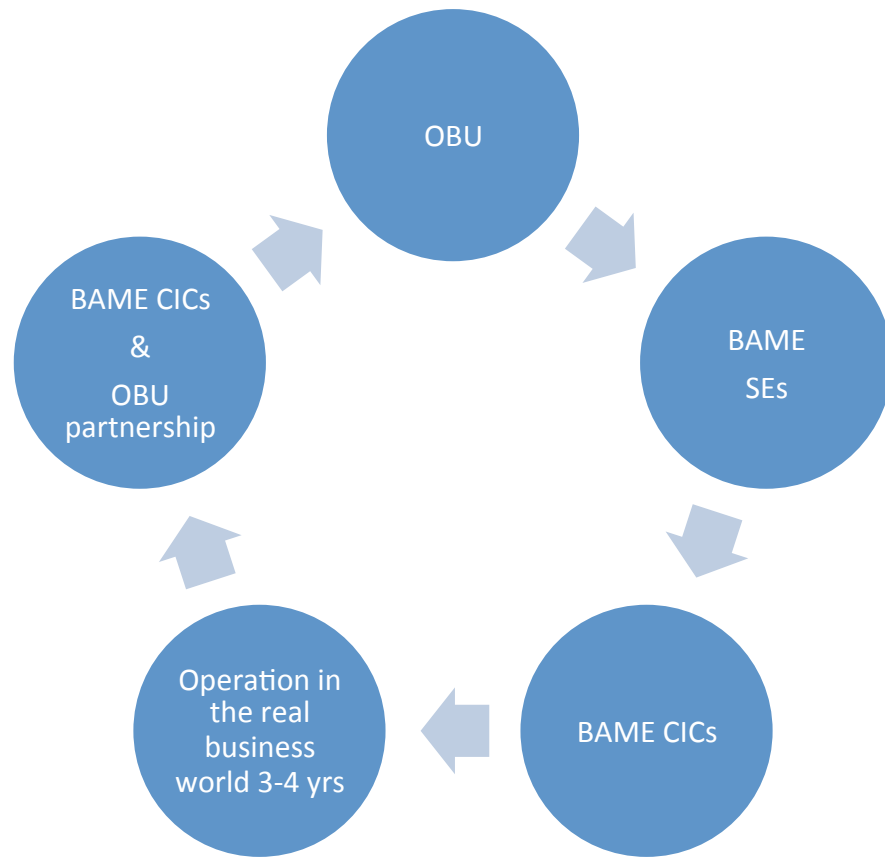 OBU
BAME
SEs
BAME CICs
Operation in
the real
business
world 3-4 yrs
BAME CICs
&
OBU
partnership